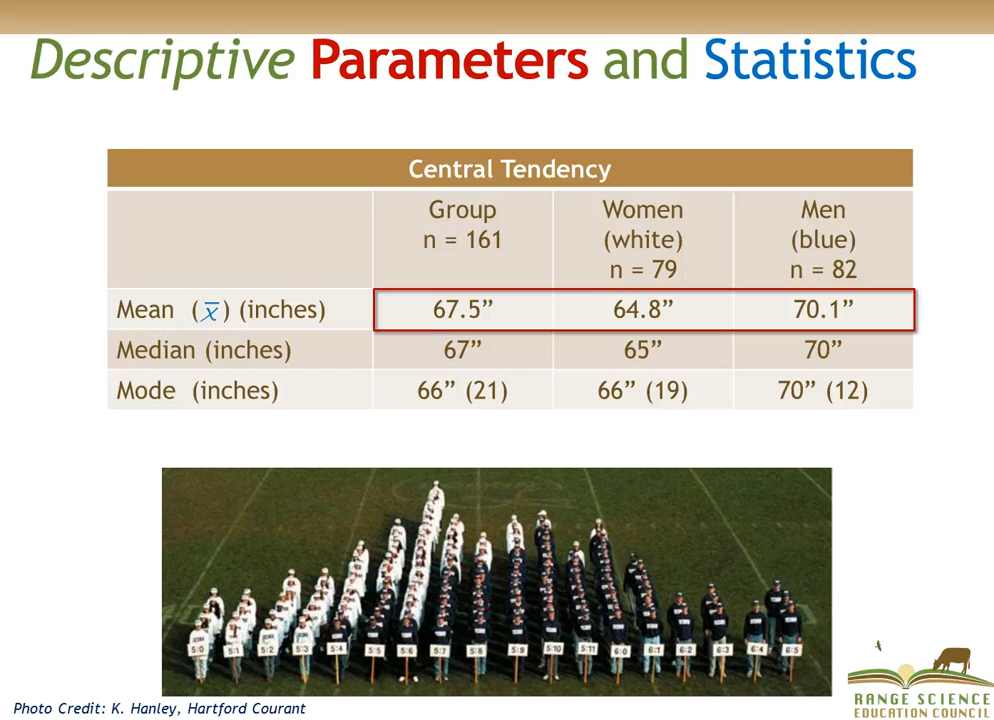 Descriptive Parameters and Statistics
Central Tendency
Group
n = 161
Women
(white)
n = 79
Men
(blue)
n = 82
Mean (x̅) (inches) 67.5” 64.8” 70.1”
Median (inches) 67” 65” 70”
Mode (inches) 66” (21) 66” (19) 70” (12)
5:0 5:1 5:2 5:3 5:4 5:5 5:6 5:7 5:8 5:9 5:10 5:11 6:0 6:1 6:2 6:3 6:4 6:5
Photo Credit: K. Hanley, Hartford Courant
RANGE SCIENCE
EDUCATION COUNCIL